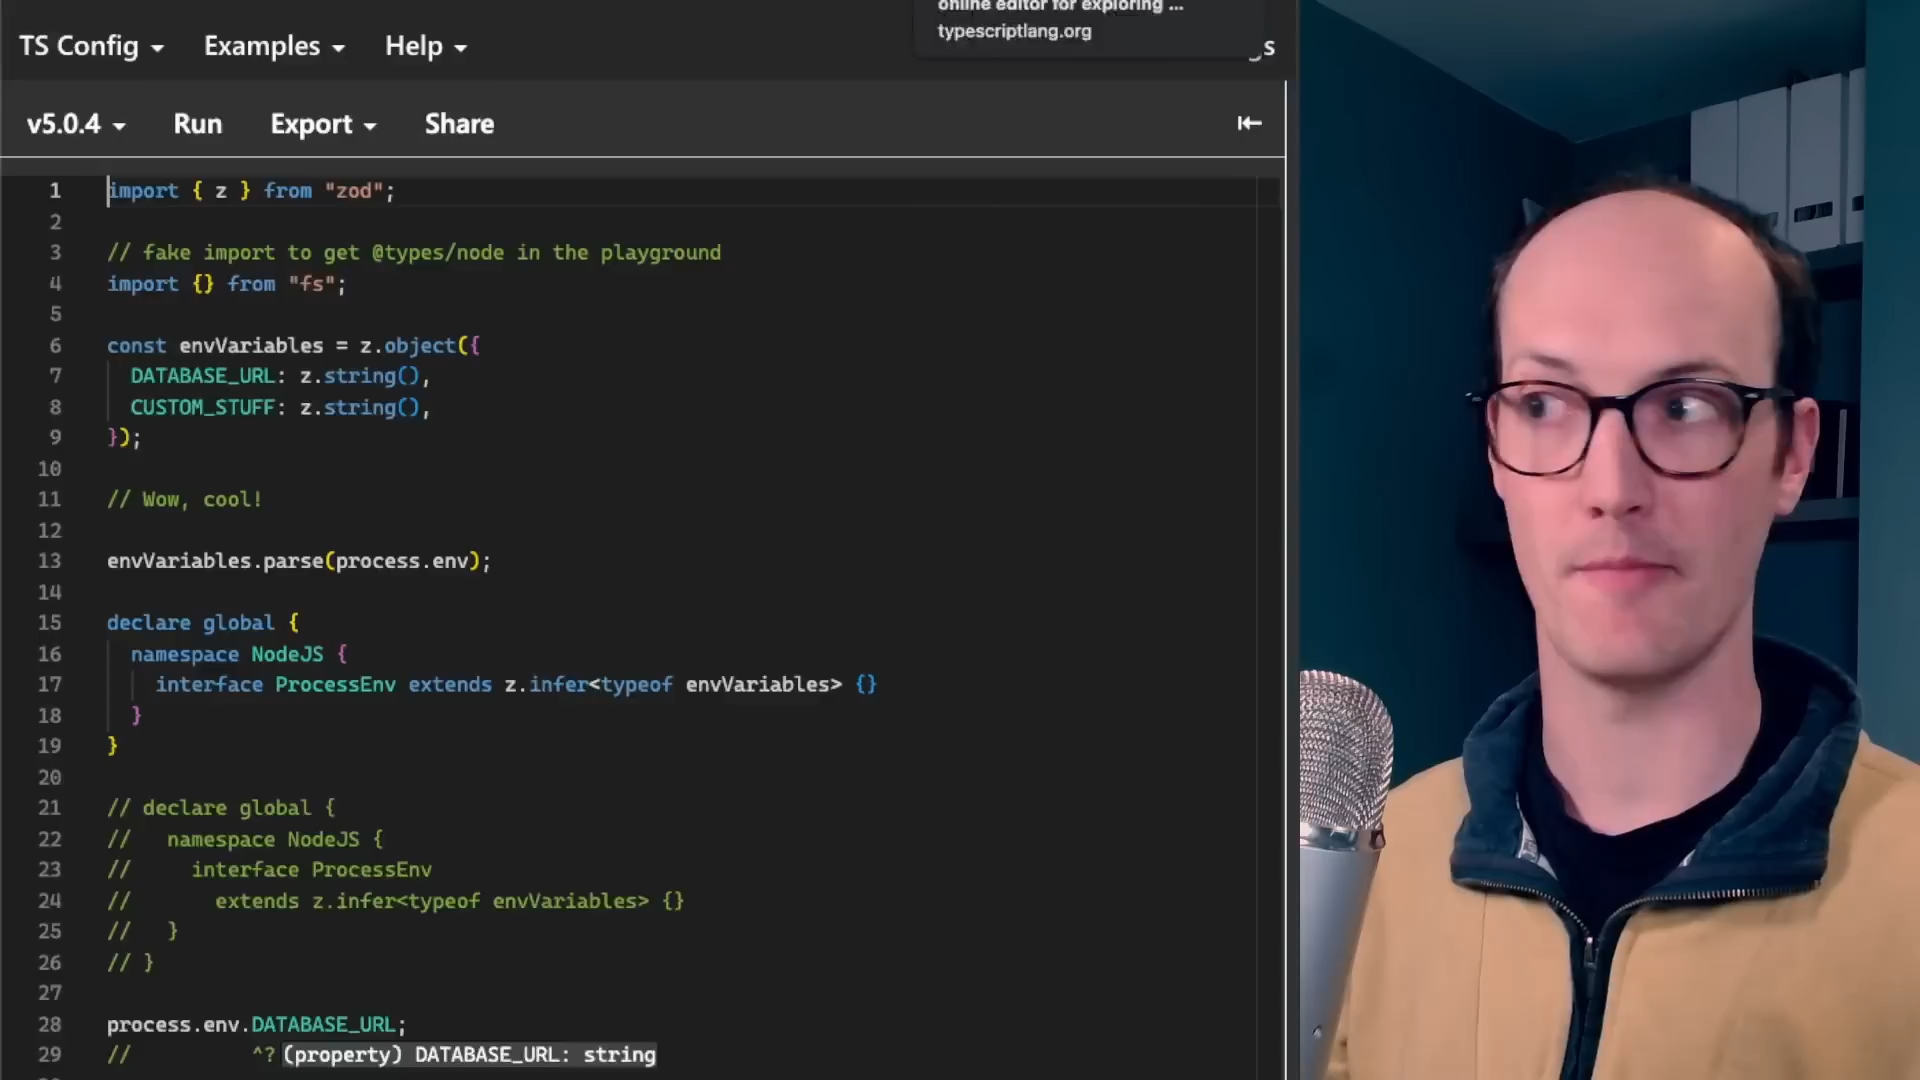 online editor for exploring ...
typescriptlang.org
TS Config
Examples
Help
gs
v5.0.4
Run
Export
Share
1 import { z } from "zod";
2
3 // fake import to get @types/node in the playground
4 import {} from "fs";
5
6 const envVariables = z.object({
7 DATABASE_URL: z.string(),
8 CUSTOM_STUFF: z.string(),
9 });
10
11 // Wow, cool!
12
13 envVariables.parse(process.env);
14
15 declare global {
16 namespace NodeJS {
17 interface ProcessEnv extends z.infer<typeof envVariables> {}
18 }
19 }
20
21 // declare global {
22 // namespace NodeJS {
23 // interface ProcessEnv
24 // extends z.infer<typeof envVariables> {}
25 // }
26 // }
27
28 process.env.DATABASE_URL;
29 // ^? (property) DATABASE_URL: string